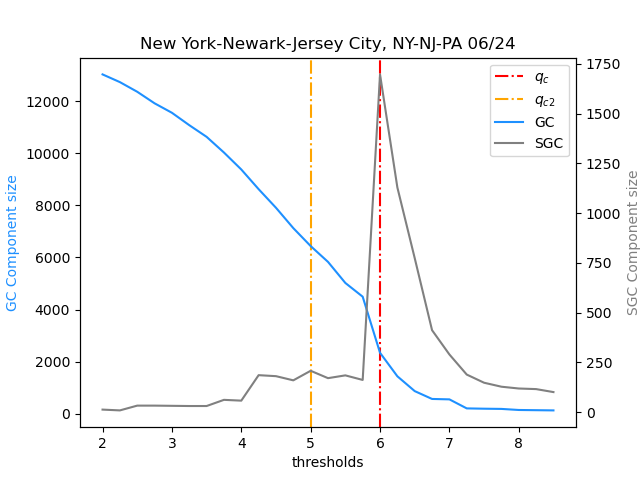 New York-Newark-Jersey City, NY-NJ-PA 06/24
GC Component size
12000
10000
8000
6000
4000
2000
0
q_c
q_c2
GC
SGC
1750
1500
1250
1000
750
500
250
0
SGC Component size
2 3 4 5 6 7 8
thresholds